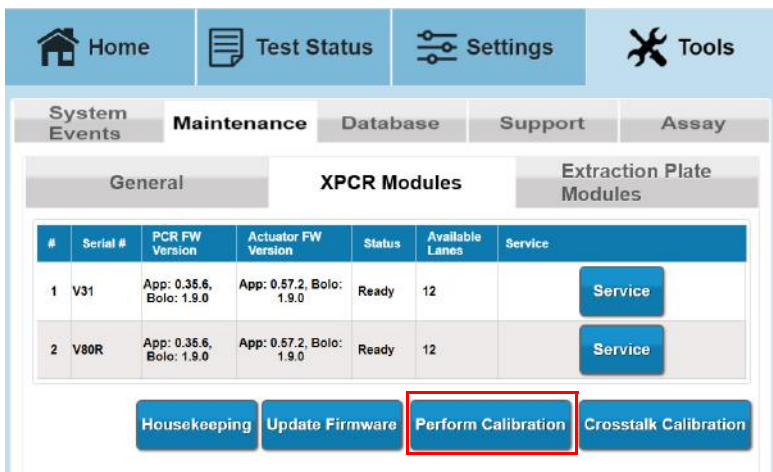 Home Test Status Settings Tools
System Events Maintenance Database Support Assay
General XPCR Modules Extraction Plate Modules
# Serial # PCR FW Version Actuator FW Version Status Available Lanes Service
1 V31 App: 0.35.6, Bolo: 1.9.0 App: 0.57.2, Bolo: 1.9.0 Ready 12 Service
2 V80R App: 0.35.6, Bolo: 1.9.0 App: 0.57.2, Bolo: 1.9.0 Ready 12 Service
Housekeeping Update Firmware Perform Calibration Crosstalk Calibration